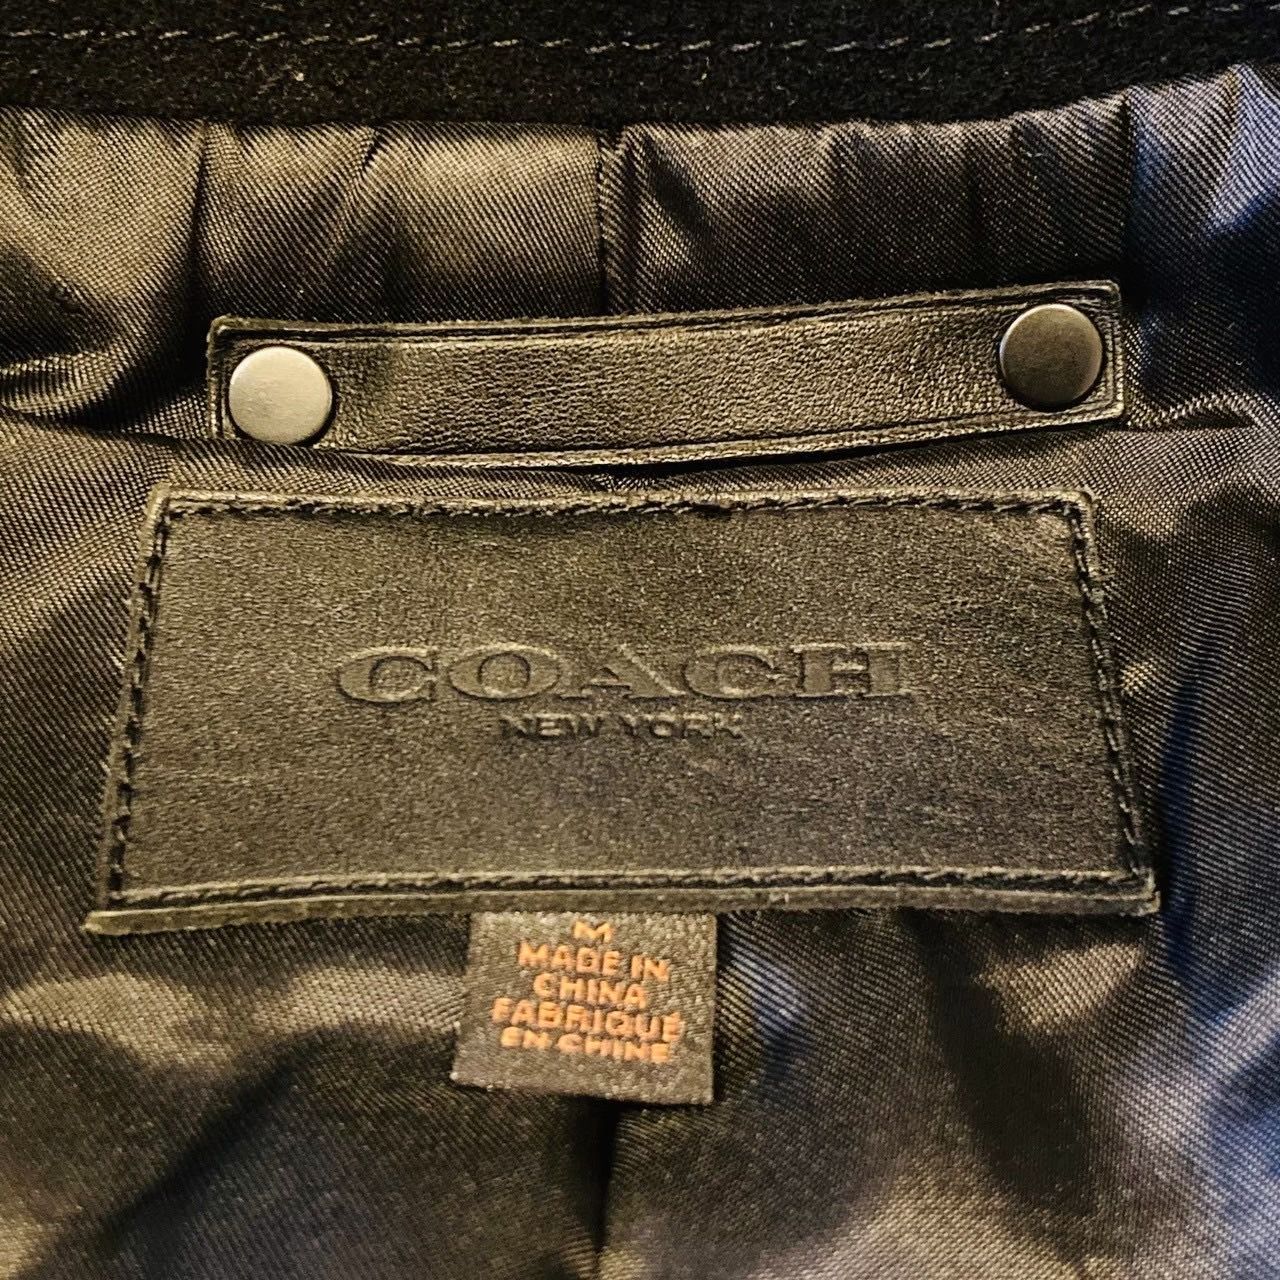 COACH
NEW YORK
M
MADE IN
CHINA
FABRIQUÉ
EN CHINE